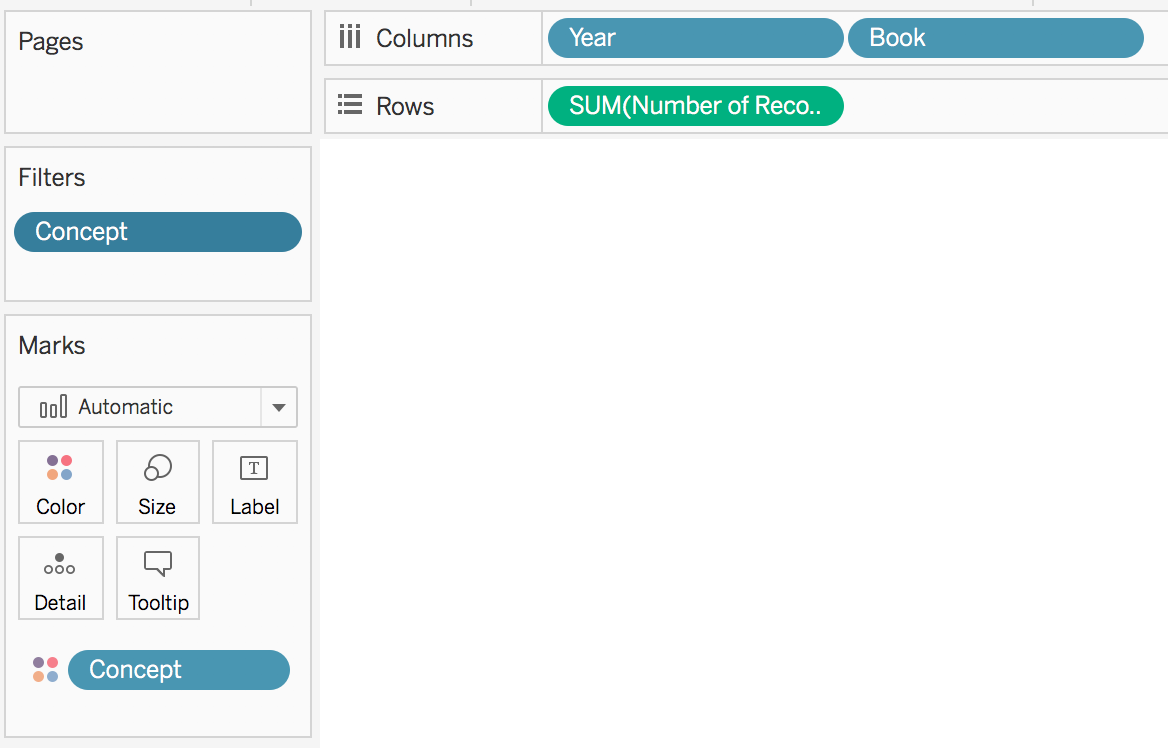 Pages
Columns
Year
Book
Rows
SUM(Number of Reco..
Filters
Concept
Marks
Automatic
Color
Size
T
Label
Detail
Tooltip
Concept